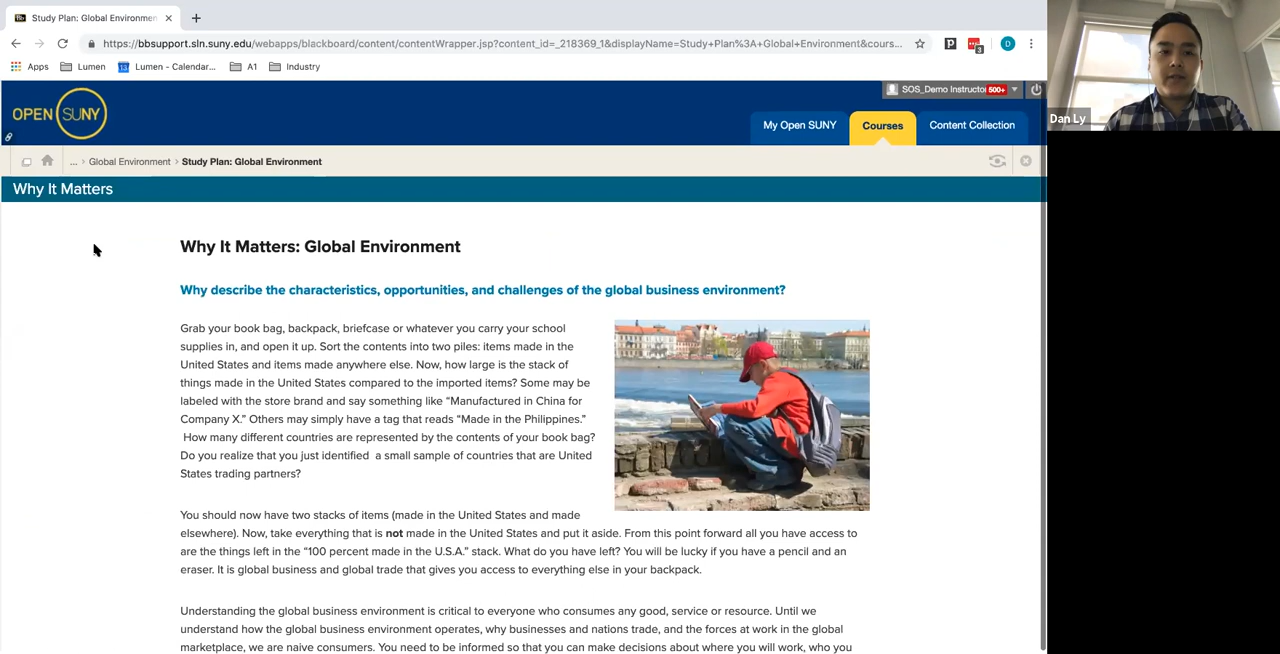 Study Plan: Global Environmen
https://bbsupport.sln.suny.edu/webapps/blackboard/content/contentWrapper.jsp?content_id=_218369_1&displayName=Study+Plan%3A+Global+Environment&cours...
P
3
D
Apps
Lumen
Lumen - Calendar...
A1
Industry
SOS_Demo Instructo 500+
OPEN SUNY
My Open SUNY
Courses
Content Collection
... > Global Environment > Study Plan: Global Environment
Why It Matters
Dan Ly
Why It Matters: Global Environment
Why describe the characteristics, opportunities, and challenges of the global business environment?
Grab your book bag, backpack, briefcase or whatever you carry your school
supplies in, and open it up. Sort the contents into two piles: items made in the
United States and items made anywhere else. Now, how large is the stack of
things made in the United States compared to the imported items? Some may be
labeled with the store brand and say something like “Manufactured in China for
Company X.” Others may simply have a tag that reads “Made in the Philippines.”
How many different countries are represented by the contents of your book bag?
Do you realize that you just identified a small sample of countries that are United
States trading partners?
You should now have two stacks of items (made in the United States and made
elsewhere). Now, take everything that is not made in the United States and put it aside. From this point forward all you have access to
are the things left in the “100 percent made in the U.S.A.” stack. What do you have left? You will be lucky if you have a pencil and an
eraser. It is global business and global trade that gives you access to everything else in your backpack.
Understanding the global business environment is critical to everyone who consumes any good, service or resource. Until we
understand how the global business environment operates, why businesses and nations trade, and the forces at work in the global
marketplace, we are naive consumers. You need to be informed so that you can make decisions about where you will work, who you